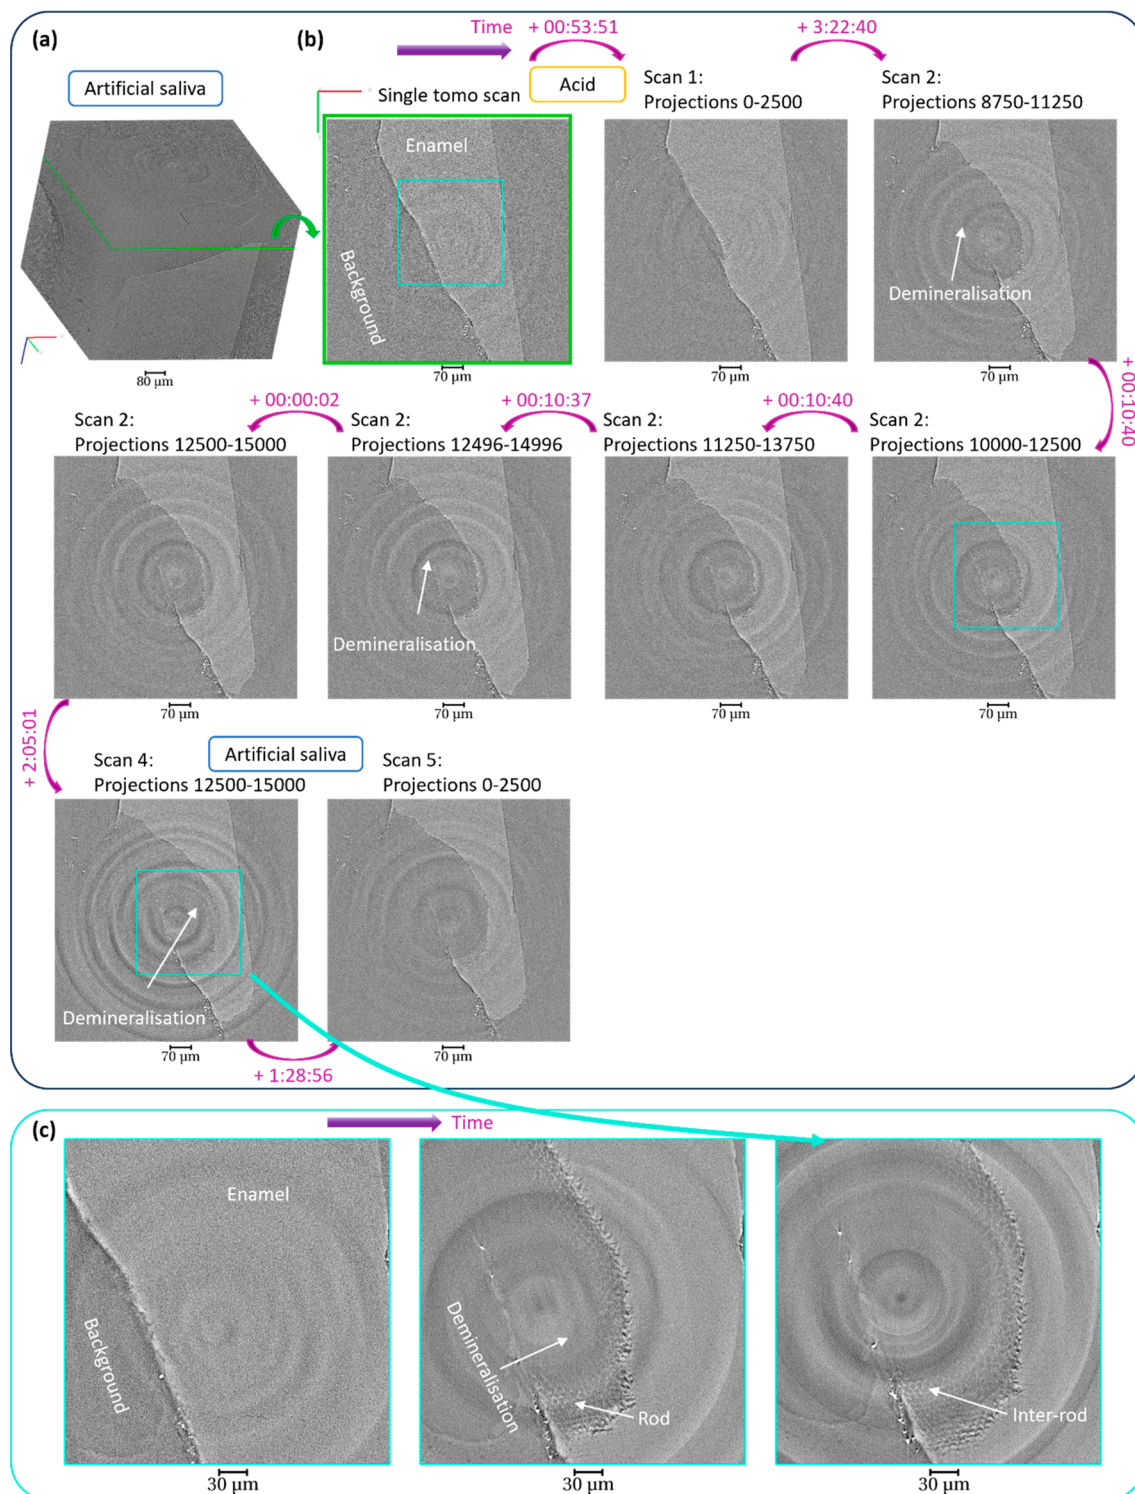 (a)
Artificial saliva
80 µm
(b)
Time
+ 00:53:51
+ 3:22:40
Single tomo scan
Acid
Scan 1:
Projections 0-2500
Scan 2:
Projections 8750-11250
Enamel
Background
Demineralisation
70 µm
70 µm
70 µm
+ 00:10:40
+ 00:00:02
+ 00:10:37
+ 00:10:40
Scan 2:
Projections 12500-15000
Scan 2:
Projections 12496-14996
Scan 2:
Projections 11250-13750
Scan 2:
Projections 10000-12500
Demineralisation
70 µm
70 µm
70 µm
70 µm
+ 2:05:01
Scan 4:
Projections 12500-15000
Artificial saliva
Scan 5:
Projections 0-2500
Demineralisation
70 µm
70 µm
+ 1:28:56
(c)
Time
Enamel
Background
Demineralisation
Rod
Inter-rod
30 µm
30 µm
30 µm